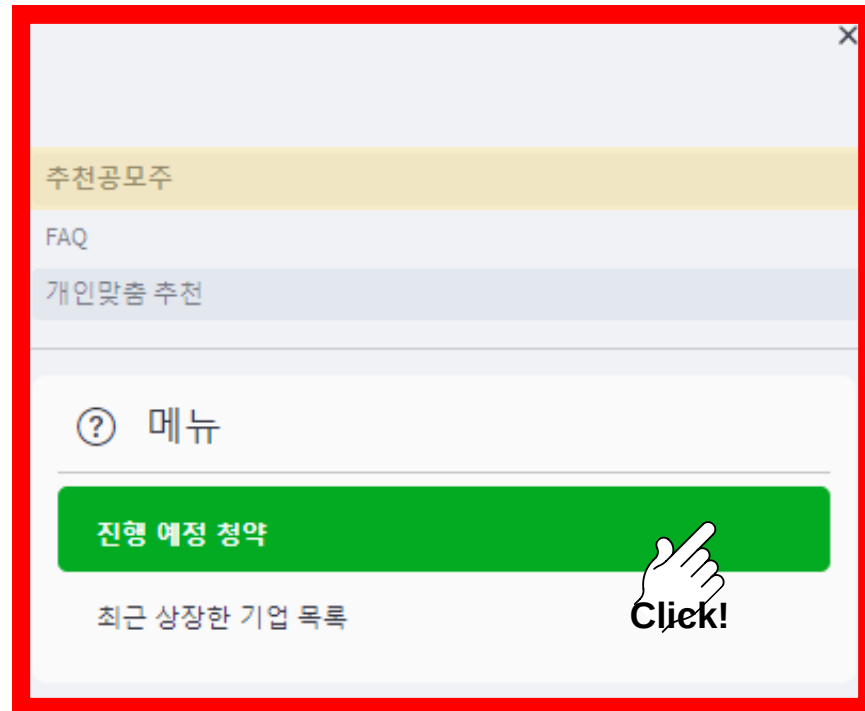 추천공모주
FAQ
개인맞춤 추천
메뉴
진행 예정 청약
최근 상장한 기업 목록
Click!